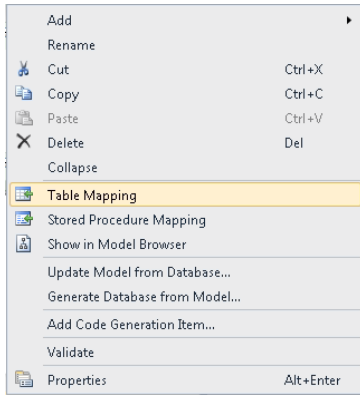 Add
Rename
Cut Ctrl+X
Copy Ctrl+C
Paste Ctrl+V
Delete Del
Collapse
Table Mapping
Stored Procedure Mapping
Show in Model Browser
Update Model from Database...
Generate Database from Model...
Add Code Generation Item...
Validate
Properties Alt+Enter